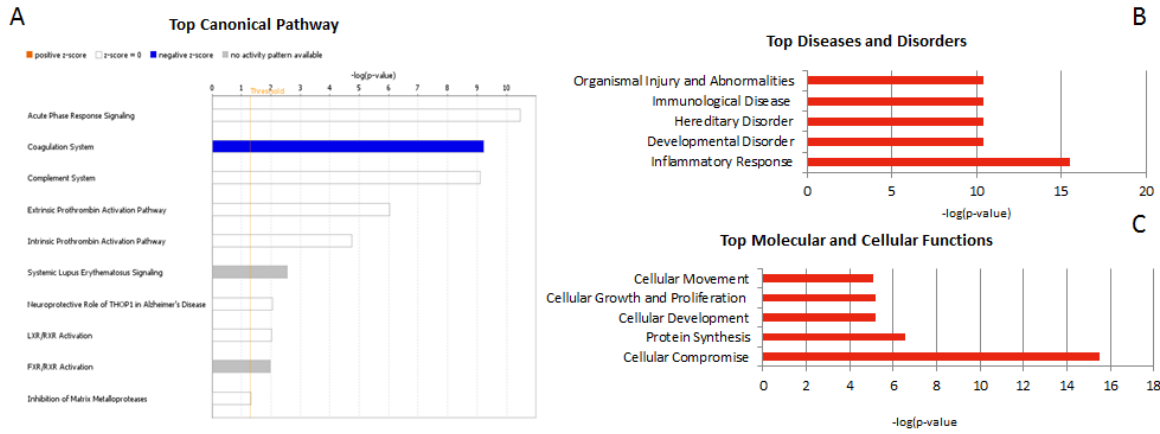 A
Top Canonical Pathway
positive z-score z-score = 0 negative z-score no activity pattern available
-log(p-value)
0 1 2 3 4 5 6 7 8 9 10
Threshold
Acute Phase Response Signaling
Coagulation System
Complement System
Extrinsic Prothrombin Activation Pathway
Intrinsic Prothrombin Activation Pathway
Systemic Lupus Erythematosus Signaling
Neuroprotective Role of THOP1 in Alzheimer's Disease
LXR/RXR Activation
FXR/RXR Activation
Inhibition of Matrix Metalloproteases
B
Top Diseases and Disorders
Organismal Injury and Abnormalities
Immunological Disease
Hereditary Disorder
Developmental Disorder
Inflammatory Response
0 5 10 15 20
-log(p-value)
C
Top Molecular and Cellular Functions
Cellular Movement
Cellular Growth and Proliferation
Cellular Development
Protein Synthesis
Cellular Compromise
0 2 4 6 8 10 12 14 16 18
-log(p-value